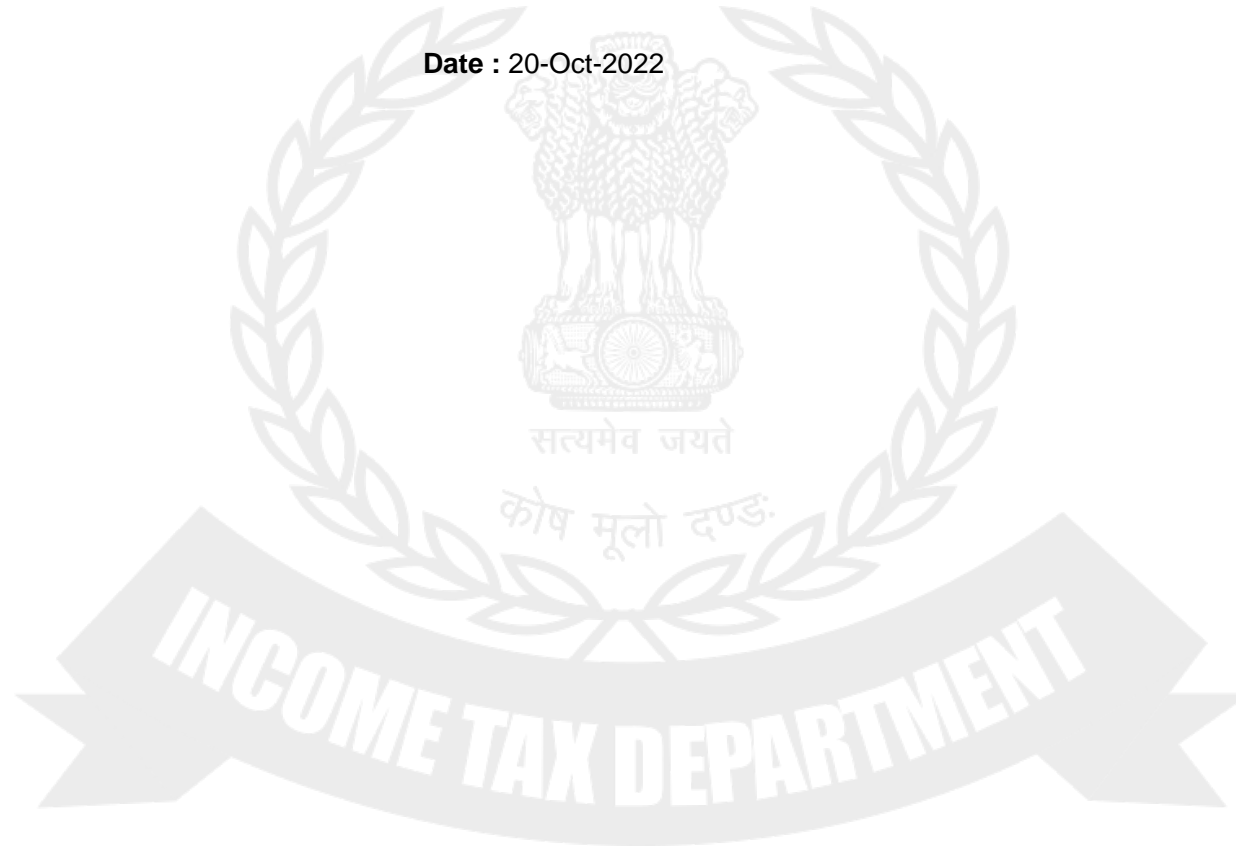 Date : 20-Oct-2022
सत्यमेव जयते
कोष मूलो दण्डः
INCOME TAX DEPARTMENT